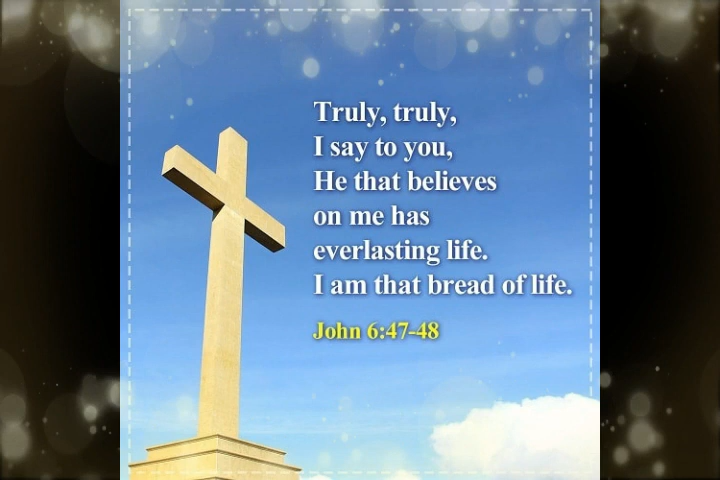 Truly, truly,
I say to you,
He that believes
on me has
everlasting life.
I am that bread of life.
John 6:47-48